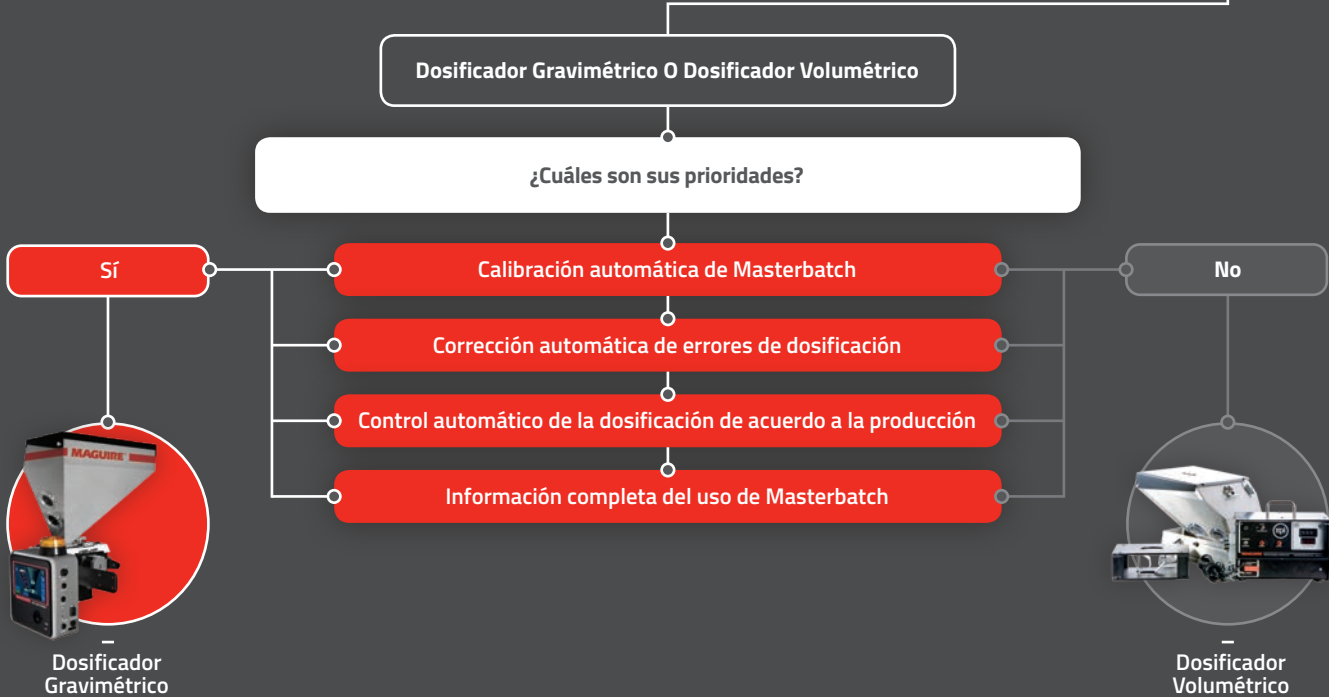 Dosificador Gravimétrico O Dosificador Volumétrico
¿Cuáles son sus prioridades?
Sí
Calibración automática de Masterbatch
No
Corrección automática de errores de dosificación
Control automático de la dosificación de acuerdo a la producción
Información completa del uso de Masterbatch
MAGUIRE
Dosificador
Gravimétrico
Dosificador
Volumétrico